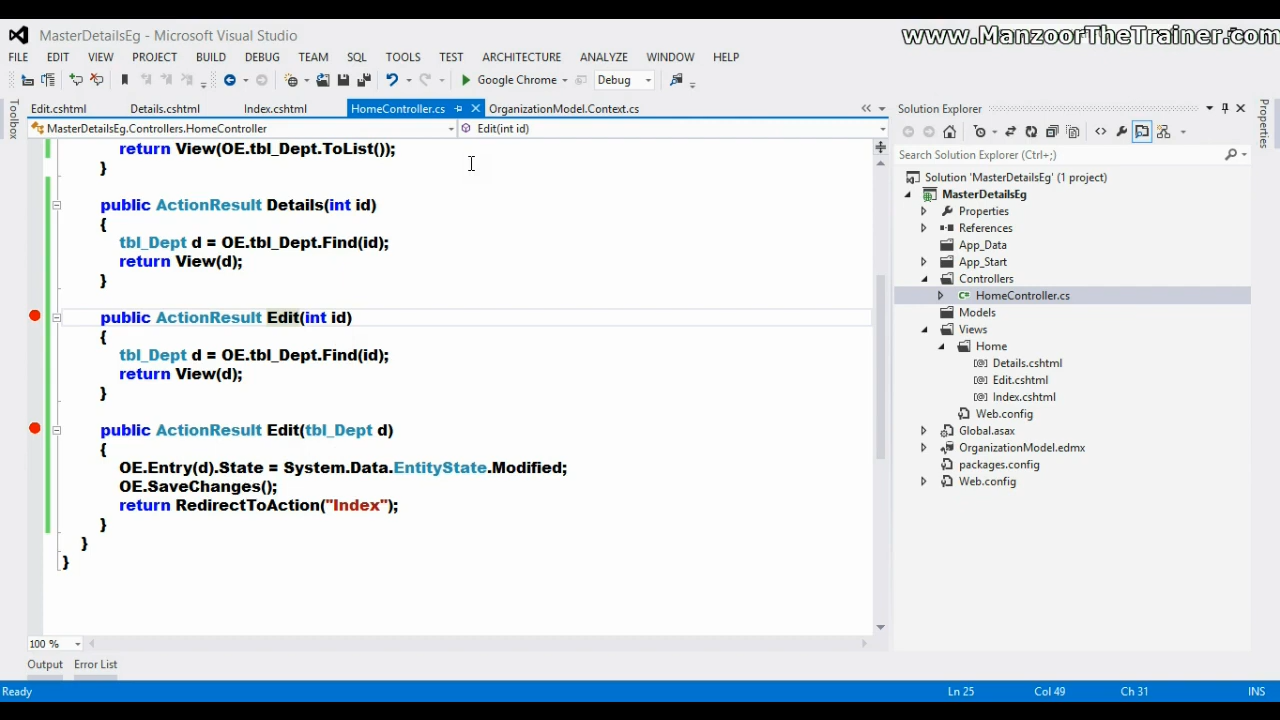 MasterDetailsEg - Microsoft Visual Studio
www.ManzoorTheTrainer.com
FILE EDIT VIEW PROJECT BUILD DEBUG TEAM SQL TOOLS TEST ARCHITECTURE ANALYZE WINDOW HELP
Google Chrome Debug
Toolbox
Edit.cshtml Details.cshtml Index.cshtml HomeController.cs OrganizationModel.Context.cs
MasterDetailsEg.Controllers.HomeController Edit(int id)
return View(OE.tbl_Dept.ToList());
}
public ActionResult Details(int id)
{
tbl_Dept d = OE.tbl_Dept.Find(id);
return View(d);
}
public ActionResult Edit(int id)
{
tbl_Dept d = OE.tbl_Dept.Find(id);
return View(d);
}
public ActionResult Edit(tbl_Dept d)
{
OE.Entry(d).State = System.Data.EntityState.Modified;
OE.SaveChanges();
return RedirectToAction("Index");
}
}
}
100 %
Output Error List
Solution Explorer
Search Solution Explorer (Ctrl+;)
Solution 'MasterDetailsEg' (1 project)
MasterDetailsEg
Properties
References
App_Data
App_Start
Controllers
HomeController.cs
Models
Views
Home
Details.cshtml
Edit.cshtml
Index.cshtml
Web.config
Global.asax
OrganizationModel.edmx
packages.config
Web.config
Properties
Ready Ln 25 Col 49 Ch 31 INS